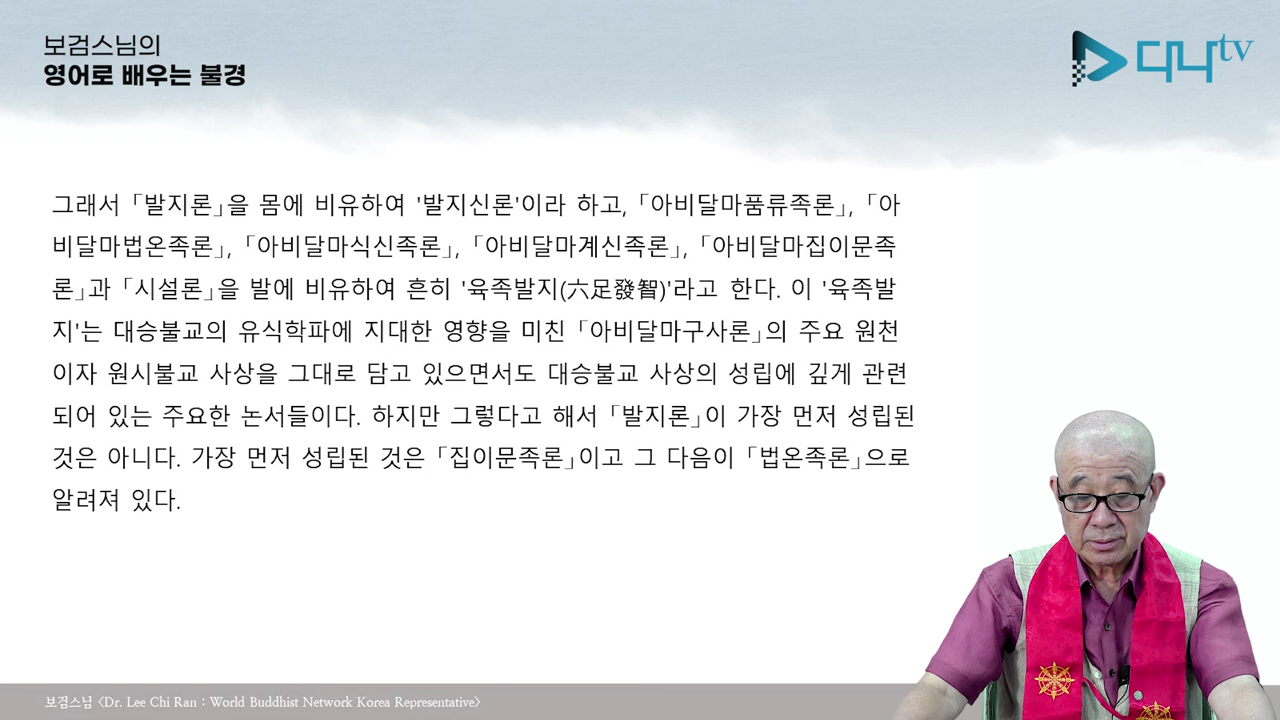 보검스님의
영어로 배우는 불경
디나tv
그래서 「발지론」을 몸에 비유하여 '발지신론'이라 하고, 「아비달마품류족론」, 「아
비달마법온족론」, 「아비달마식신족론」, 「아비달마계신족론」, 「아비달마집이문족
론」과 「시설론」을 발에 비유하여 흔히 '육족발지(六足發智)'라고 한다. 이 '육족발
지'는 대승불교의 유식학파에 지대한 영향을 미친 「아비달마구사론」의 주요 원천
이자 원시불교 사상을 그대로 담고 있으면서도 대승불교 사상의 성립에 깊게 관련
되어 있는 주요한 논서들이다. 하지만 그렇다고 해서 「발지론」이 가장 먼저 성립된
것은 아니다. 가장 먼저 성립된 것은 「집이문족론」이고 그 다음이 「법온족론」으로
알려져 있다.
보검스님 <Dr. Lee Chi Ran : World Buddhist Network Korea Representative>